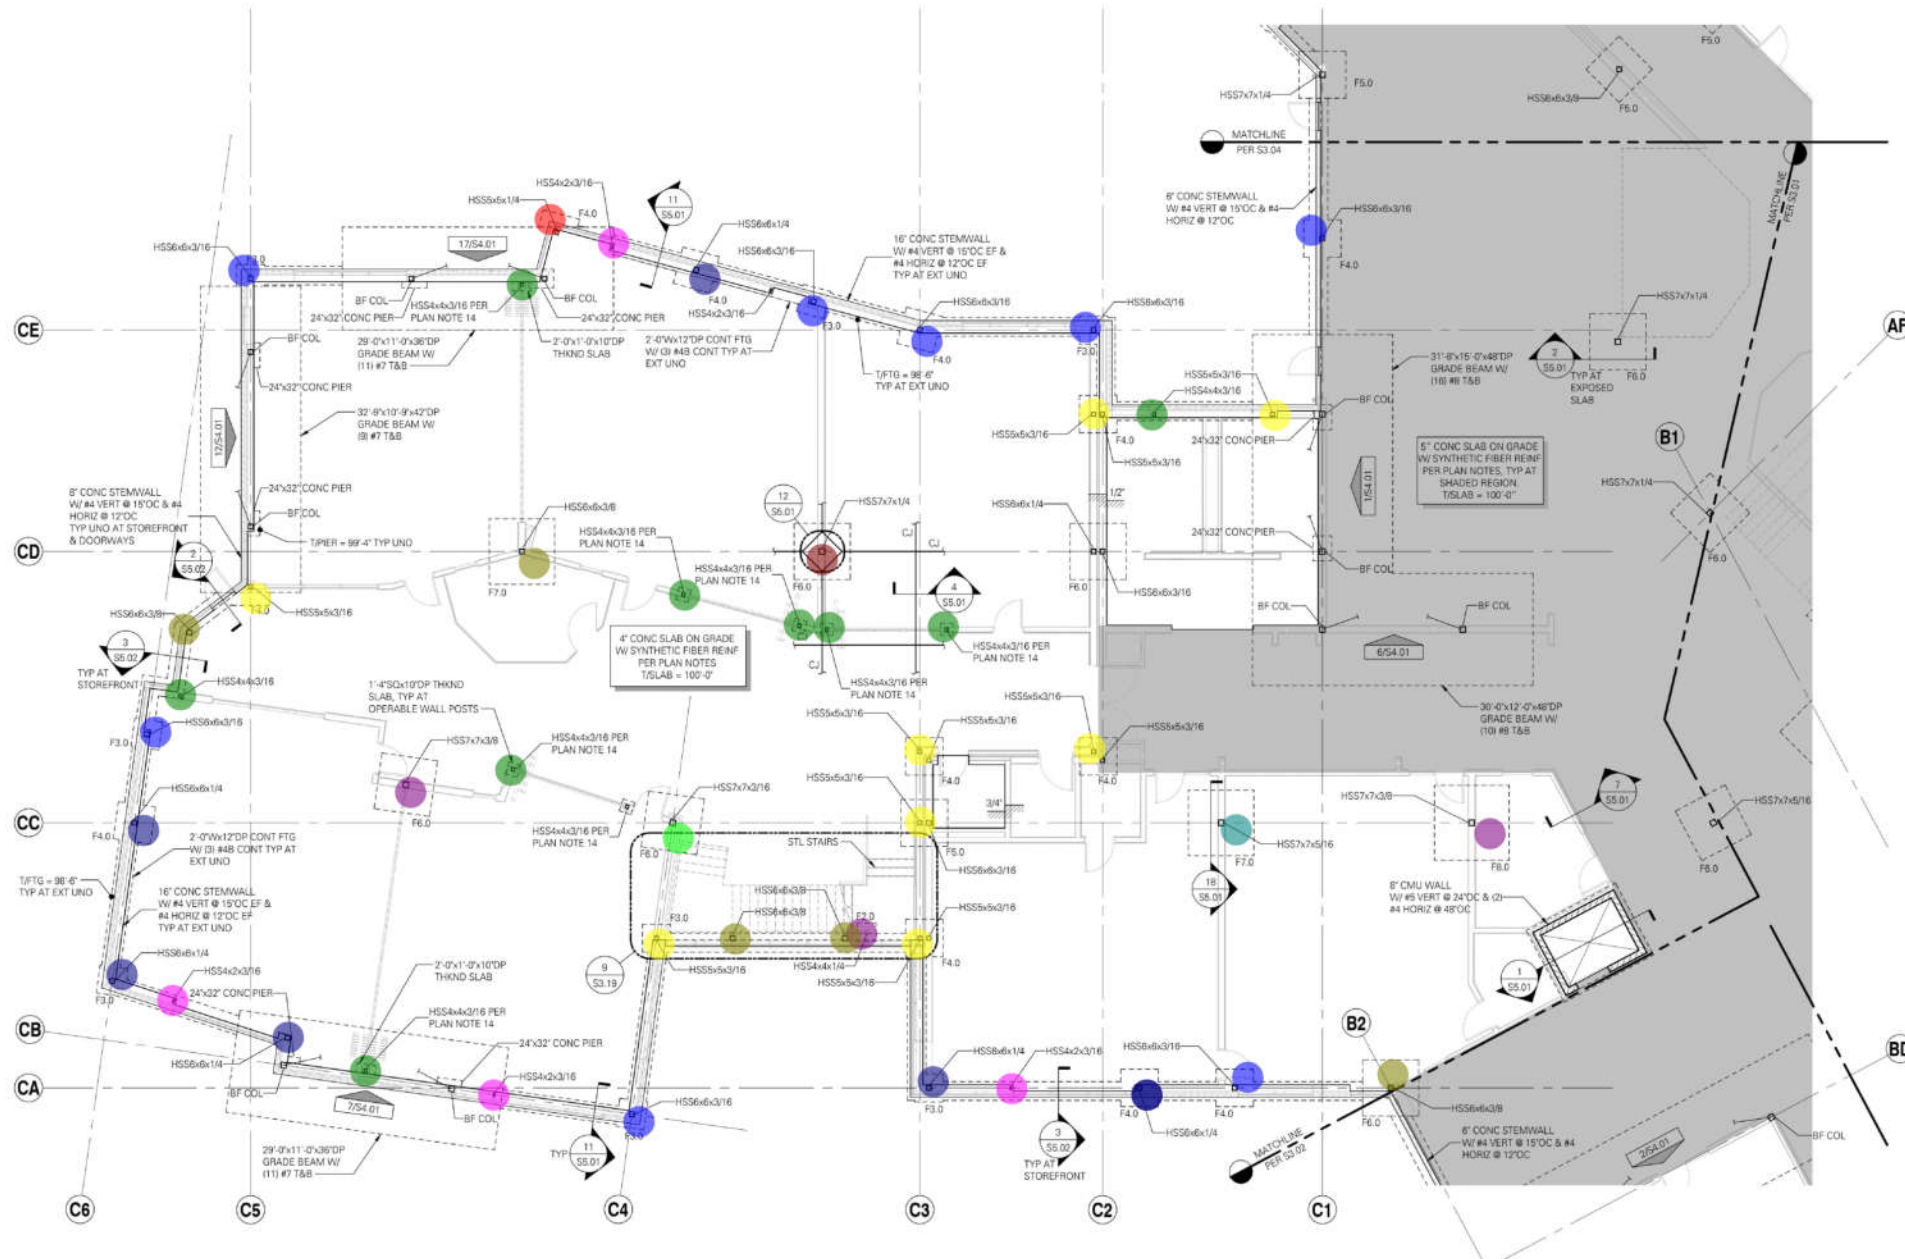 F5.0
F5.0
HSS7x7x1/4
HSS6x6x3/8
F5.0
MATCHLINE
PER S3.04
MATCHLINE
PER S3.01
HSS4x2x3/16
11
S5.01
6" CONC STEMWALL
W/ #4 VERT @ 15"OC & #4
HORIZ @ 12"OC
HSS6x6x3/16
F4.0
HSS5x5x1/4
F4.0
HSS6x6x1/4
HSS6x6x3/16
16" CONC STEMWALL
W/ #4 VERT @ 15"OC EF &
#4 HORIZ @ 12"OC EF
TYP AT EXT UNO
HSS6x6x3/16
17/S4.01
F4.0
BF COL
24"x32" CONC PIER
HSS4x4x3/16 PER
PLAN NOTE 14
BF COL
24"x32" CONC PIER
HSS4x2x3/16
F3.0
HSS6x6x3/16
HSS6x6x3/16
HSS7x7x1/4
CE
AF
BF COL
29'-0"x11'-0"x36"DP
GRADE BEAM W/
(11) #7 T&B
2'-0"x1'-0"x10"DP
THKND SLAB
2'-0"Wx12"DP CONT FTG
W/ (3) #4B CONT TYP AT
EXT UNO
F4.0
F3.0
T/FTG = 98'-6"
TYP AT EXT UNO
31'-8"x15'-0"x48"DP
GRADE BEAM W/
(16) #8 T&B
2
S5.01
TYP AT
EXPOSED
SLAB
F6.0
24"x32" CONC PIER
HSS5x5x3/16
HSS4x4x3/16
BF COL
32'-9"x10'-9"x42"DP
GRADE BEAM W/
(9) #7 T&B
12/S4.01
HSS5x5x3/16
F4.0
24"x32" CONC PIER
B1
5" CONC SLAB ON GRADE
W/ SYNTHETIC FIBER REINF
PER PLAN NOTES, TYP AT
SHADED REGION.
T/SLAB = 100'-0"
HSS5x5x3/16
8" CONC STEMWALL
W/ #4 VERT @ 15"OC & #4
HORIZ @ 12"OC
TYP UNO AT STOREFRONT
& DOORWAYS
24"x32" CONC PIER
BF COL
T/PIER = 99'-4" TYP UNO
12
S5.01
HSS7x7x1/4
HSS6x6x1/4
1/2"
1/S4.01
HSS7x7x1/4
HSS6x6x3/8
HSS4x4x3/16 PER
PLAN NOTE 14
CJ
CJ
24"x32" CONC PIER
CD
2
S5.02
HSS4x4x3/16 PER
PLAN NOTE 14
F7.0
F6.0
F6.0
HSS6x6x3/16
BF COL
F6.0
4
S5.01
HSS5x5x3/16
HSS6x6x3/8
BF COL
BF COL
3
S5.02
TYP AT
STOREFRONT
4" CONC SLAB ON GRADE
W/ SYNTHETIC FIBER REINF
PER PLAN NOTES
T/SLAB = 100'-0"
CJ
HSS4x4x3/16 PER
PLAN NOTE 14
HSS4x4x3/16 PER
PLAN NOTE 14
6/S4.01
HSS4x4x3/16
1'-4"SQx10"DP THKND
SLAB, TYP AT
OPERABLE WALL POSTS
HSS5x5x3/16
HSS5x5x3/16
HSS5x5x3/16
HSS5x5x3/16
30'-0"x12'-0"x48"DP
GRADE BEAM W/
(10) #8 T&B
HSS6x6x3/16
F3.0
HSS7x7x3/8
HSS4x4x3/16 PER
PLAN NOTE 14
HSS5x5x3/16
F4.0
F4.0
7
S5.01
HSS6x6x1/4
F6.0
HSS7x7x3/16
3/4"
HSS7x7x3/8
HSS7x7x5/16
CC
F4.0
2'-0"Wx12"DP CONT FTG
W/ (3) #4B CONT TYP AT
EXT UNO
HSS4x4x3/16 PER
PLAN NOTE 14
F6.0
STL STAIRS
F5.0
HSS6x6x3/16
HSS7x7x5/16
F7.0
F8.0
F6.0
T/FTG = 98'-6"
TYP AT EXT UNO
16" CONC STEMWALL
W/ #4 VERT @ 15"OC EF &
#4 HORIZ @ 12"OC EF
TYP AT EXT UNO
HSS6x6x3/8
HSS6x6x3/8
F3.0
F2.0
HSS5x5x3/16
18
S5.01
8" CMU WALL
W/ #5 VERT @ 24"OC & (2)
#4 HORIZ @ 48"OC
HSS6x6x1/4
HSS4x2x3/16
24"x32" CONC PIER
F3.0
2'-0"x1'-0"x10"DP
THKND SLAB
9
S3.19
HSS5x5x3/16
HSS4x4x1/4
HSS5x5x3/16
F4.0
1
S5.01
CB
HSS4x4x3/16 PER
PLAN NOTE 14
24"x32" CONC PIER
B2
HSS6x6x1/4
HSS4x2x3/16
HSS6x6x1/4
HSS4x2x3/16
HSS6x6x3/16
BD
CA
BF COL
7/S4.01
BF COL
HSS6x6x3/16
F3.0
F3.0
F4.0
F4.0
F6.0
HSS6x6x3/8
29'-0"x11'-0"x36"DP
GRADE BEAM W/
(11) #7 T&B
TYP
11
S5.01
3
S5.02
TYP AT
STOREFRONT
HSS6x6x1/4
MATCHLINE
PER S3.02
6" CONC STEMWALL
W/ #4 VERT @ 15"OC & #4
HORIZ @ 12"OC
2/S4.01
BF COL
C6
C5
C4
C3
C2
C1